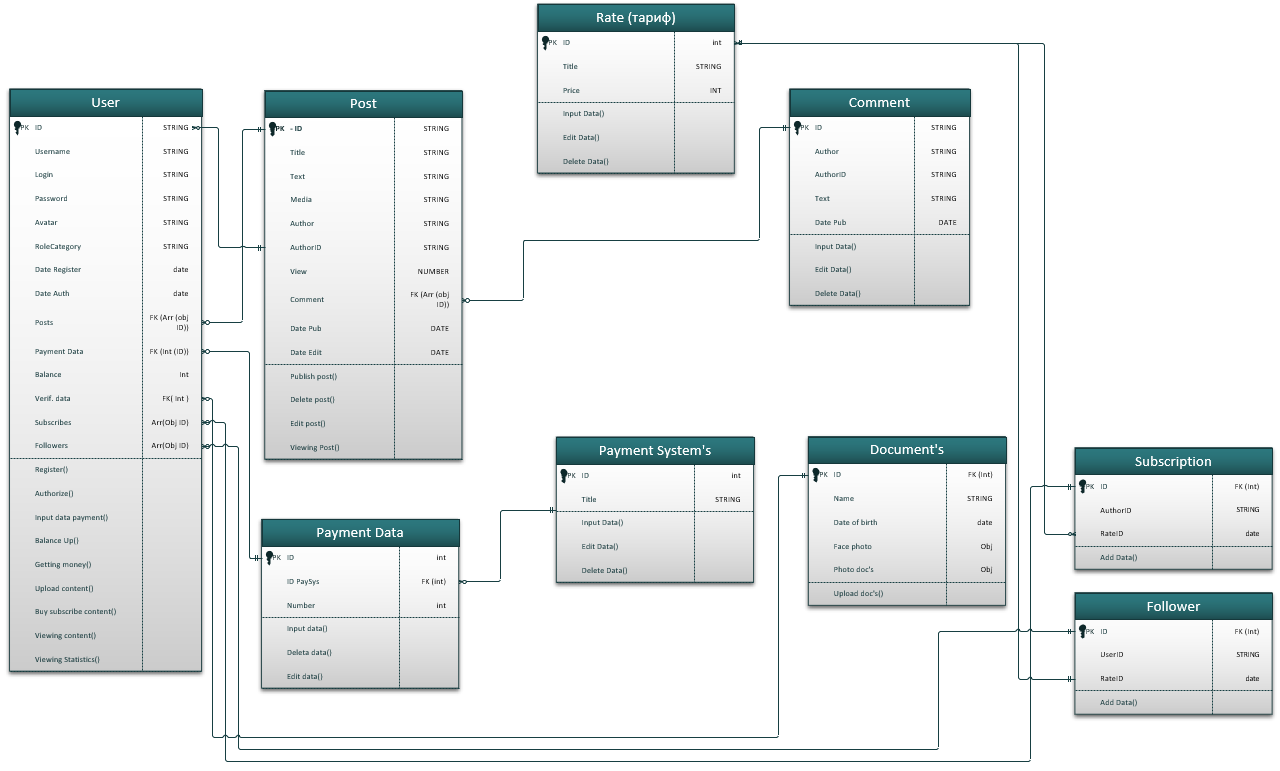 Rate (тариф)
PK ID int
Title STRING
Price INT
Input Data()
Edit Data()
Delete Data()
User
PK ID STRING
Username STRING
Login STRING
Password STRING
Avatar STRING
RoleCategory STRING
Date Register date
Date Auth date
Posts FK (Arr (obj
ID))
Payment Data FK (Int (ID))
Balance Int
Verif. data FK( Int )
Subscribes Arr(Obj ID)
Followers Arr(Obj ID)
Register()
Authorize()
Input data payment()
Balance Up()
Getting money()
Upload content()
Buy subscribe content()
Viewing content()
Viewing Statistics()
Post
PK - ID STRING
Title STRING
Text STRING
Media STRING
Author STRING
AuthorID STRING
View NUMBER
Comment FK (Arr (obj
ID))
Date Pub DATE
Date Edit DATE
Publish post()
Delete post()
Edit post()
Viewing Post()
Comment
PK ID STRING
Author STRING
AuthorID STRING
Text STRING
Date Pub DATE
Input Data()
Edit Data()
Delete Data()
Payment Data
PK ID int
ID PaySys FK (int)
Number int
Input data()
Deleta data()
Edit data()
Payment System's
PK ID int
Title STRING
Input Data()
Edit Data()
Delete Data()
Document's
PK ID FK (Int)
Name STRING
Date of birth date
Face photo Obj
Photo doc's Obj
Upload doc's()
Subscription
PK ID FK (Int)
AuthorID STRING
RateID date
Add Data()
Follower
PK ID FK (Int)
UserID STRING
RateID date
Add Data()